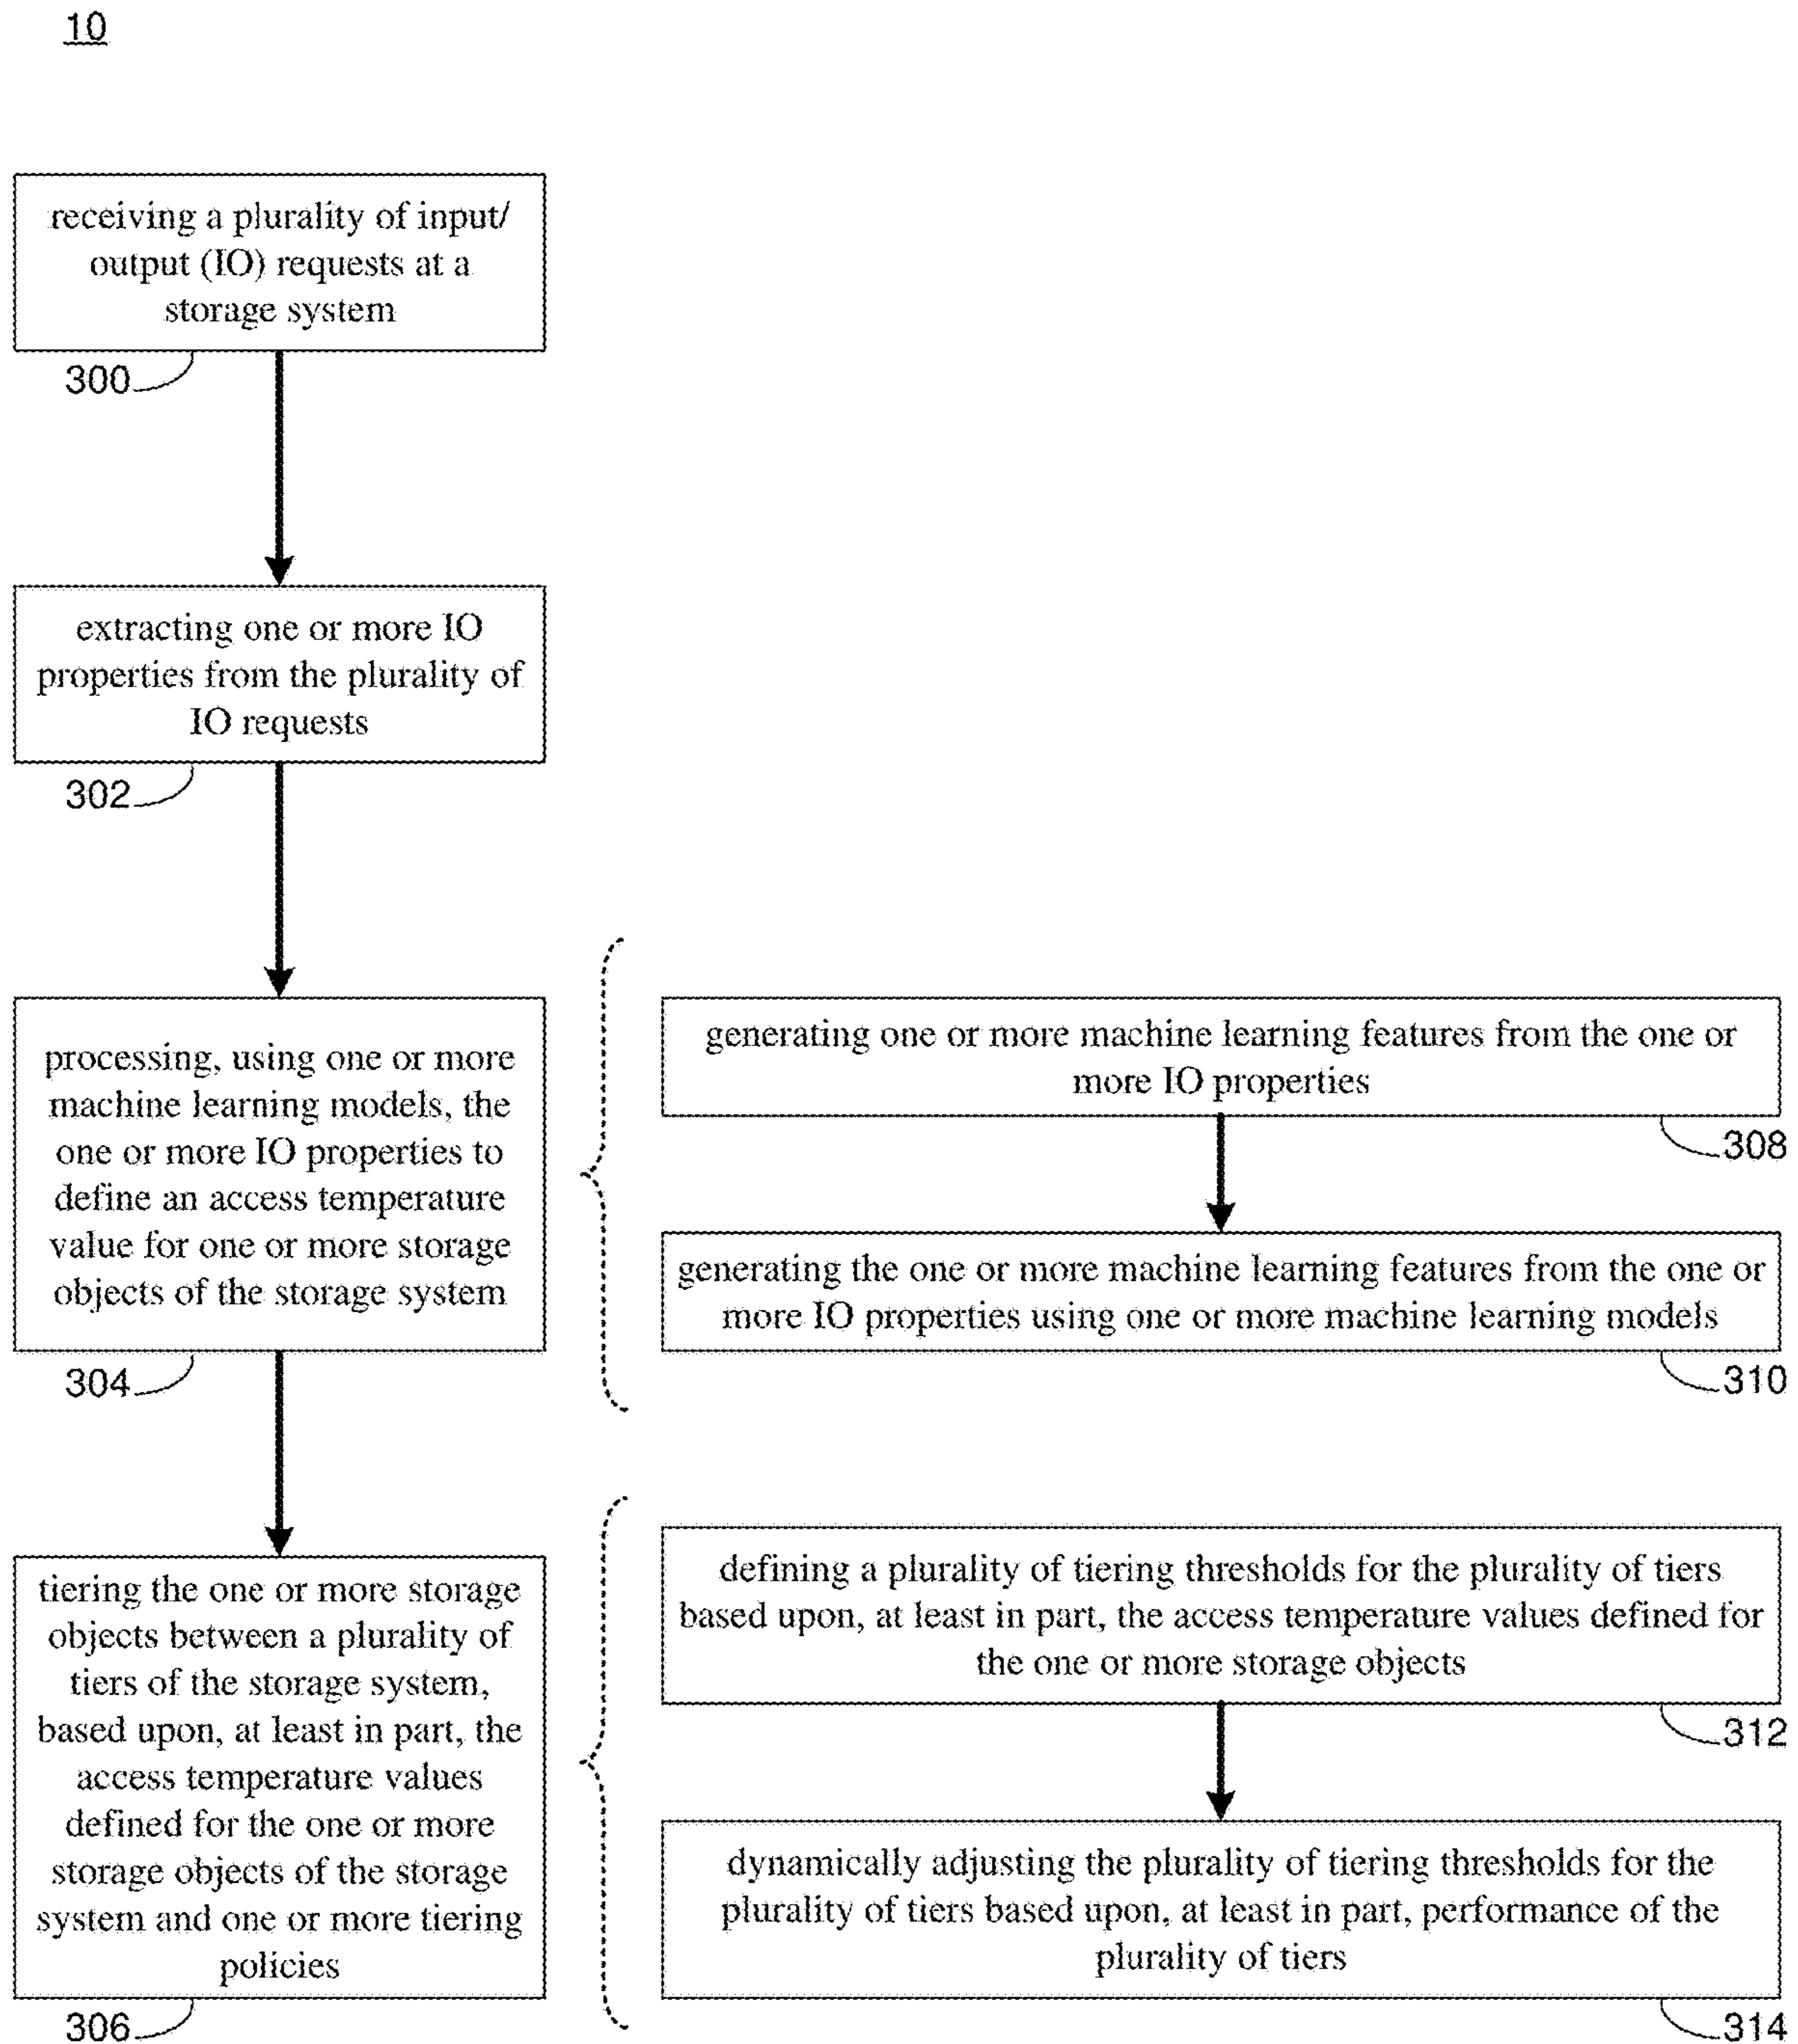 10
receiving a plurality of input/
output (IO) requests at a
storage system
300
extracting one or more IO
properties from the plurality of
IO requests
302
processing, using one or more
machine learning models, the
one or more IO properties to
define an access temperature
value for one or more storage
objects of the storage system
304
generating one or more machine learning features from the one or
more IO properties
308
generating the one or more machine learning features from the one or
more IO properties using one or more machine learning models
310
tiering the one or more storage
objects between a plurality of
tiers of the storage system,
based upon, at least in part, the
access temperature values
defined for the one or more
storage objects of the storage
system and one or more tiering
policies
306
defining a plurality of tiering thresholds for the plurality of tiers
based upon, at least in part, the access temperature values defined for
the one or more storage objects
312
dynamically adjusting the plurality of tiering thresholds for the
plurality of tiers based upon, at least in part, performance of the
plurality of tiers
314